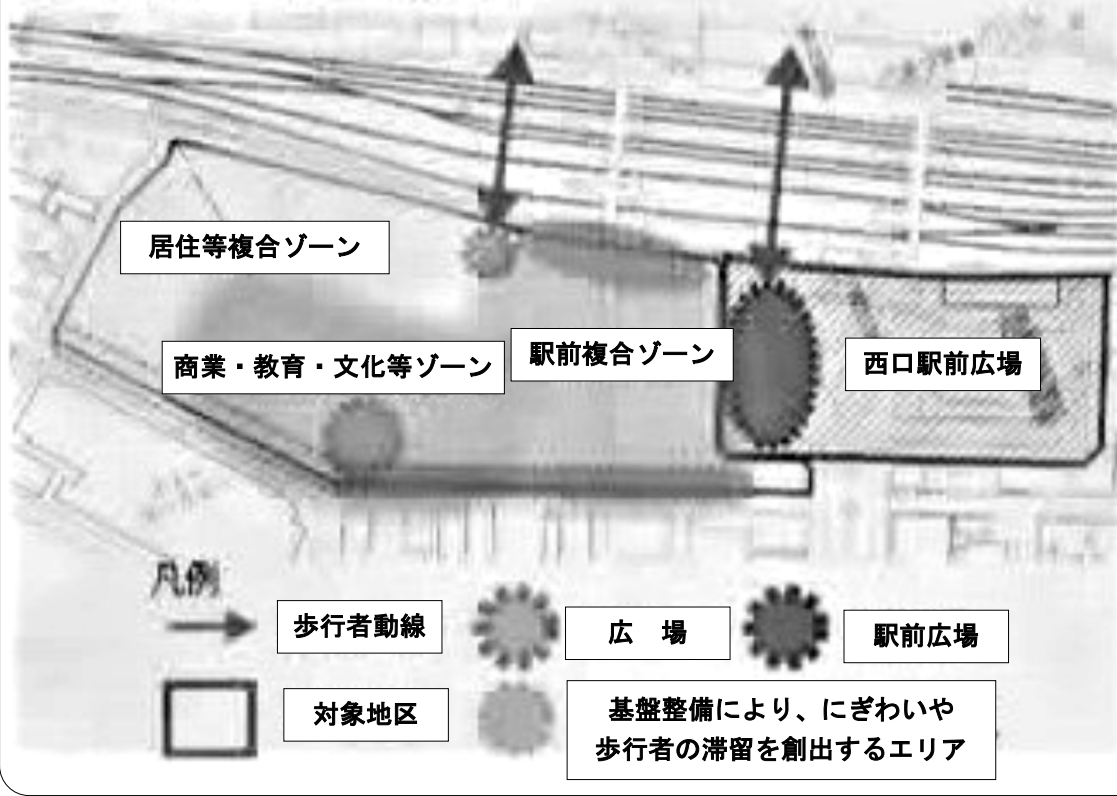 居住等複合ゾーン
商業・教育・文化等ゾーン
駅前複合ゾーン
西口駅前広場
凡例
歩行者動線
広　場
駅前広場
対象地区
基盤整備により、にぎわいや
歩行者の滞留を創出するエリア